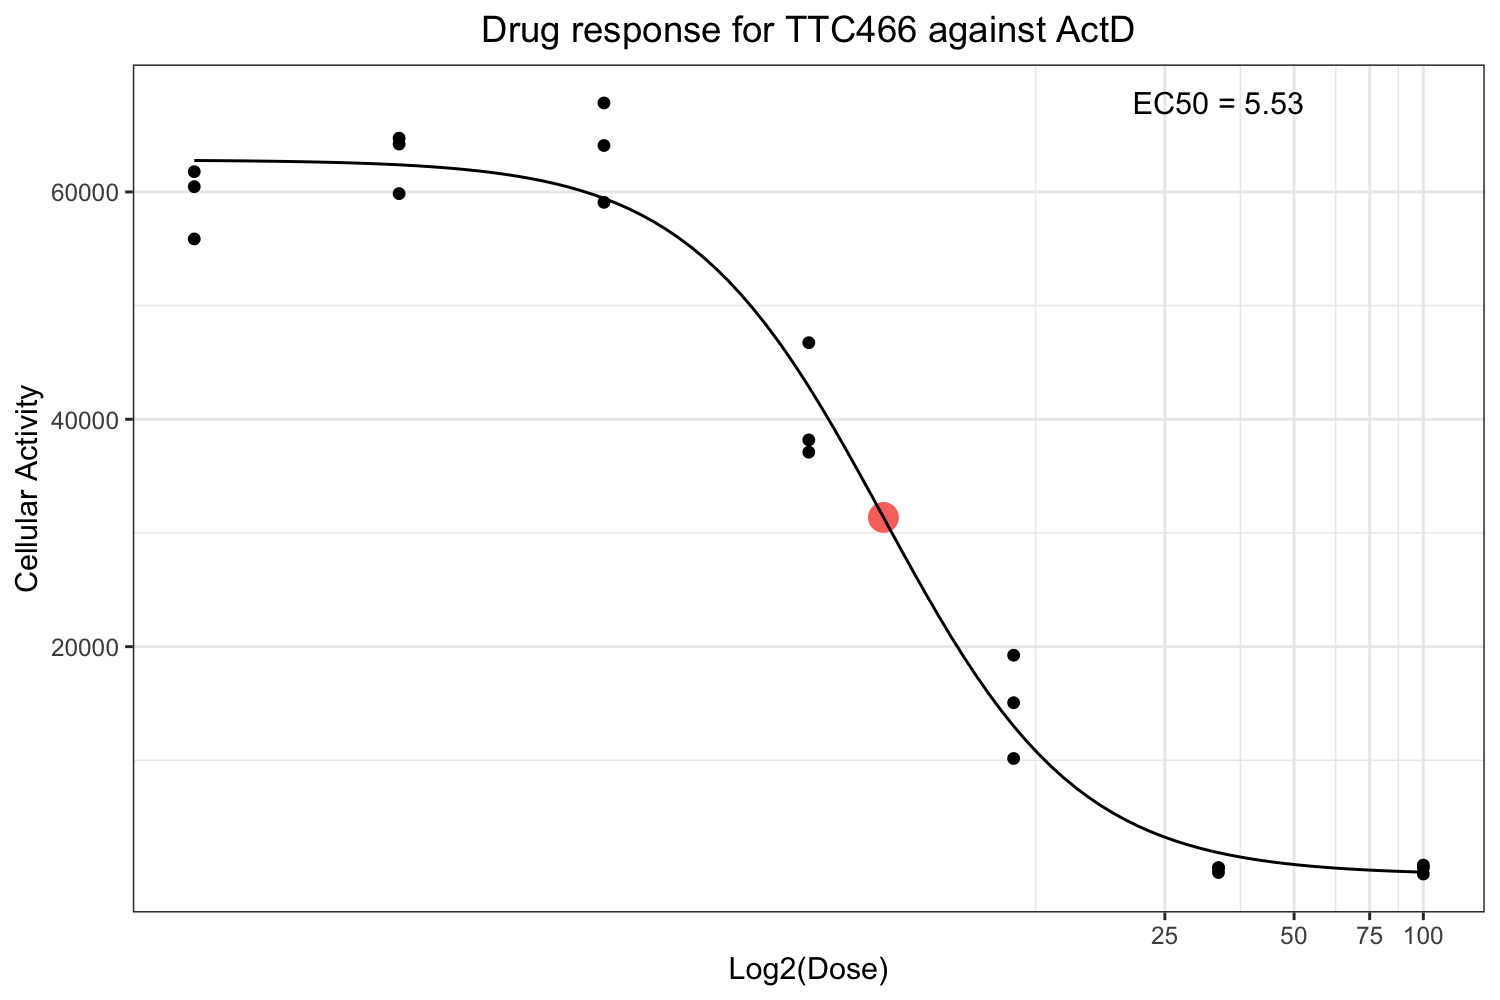 Drug response for TTC466 against ActD
EC50 = 5.53
Cellular Activity
60000
40000
20000
25 50 75 100
Log2(Dose)